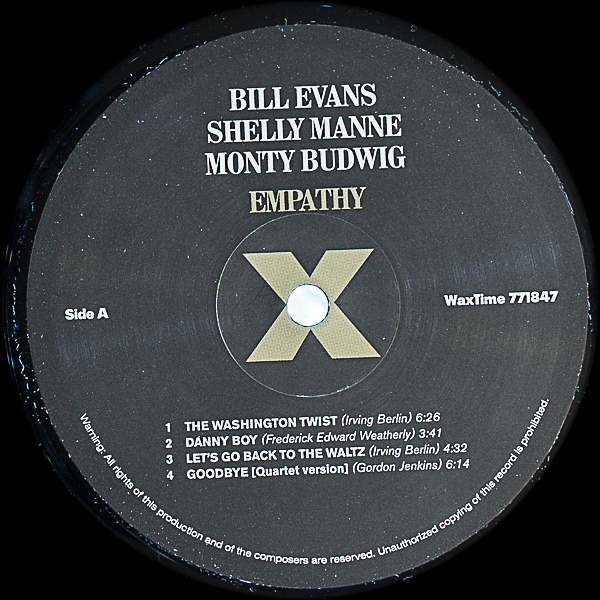 BILL EVANS
SHELLY MANNE
MONTY BUDWIG
EMPATHY
X
Side A
WaxTime 771847
1 THE WASHINGTON TWIST (Irving Berlin) 6:26
2 DANNY BOY (Frederick Edward Weatherly) 3:41
3 LET'S GO BACK TO THE WALTZ (Irving Berlin) 4:32
4 GOODBYE [Quartet version] (Gordon Jenkins) 6:14
Warning: All rights of this production and of the composers are reserved. Unauthorized copying of this record is prohibited.